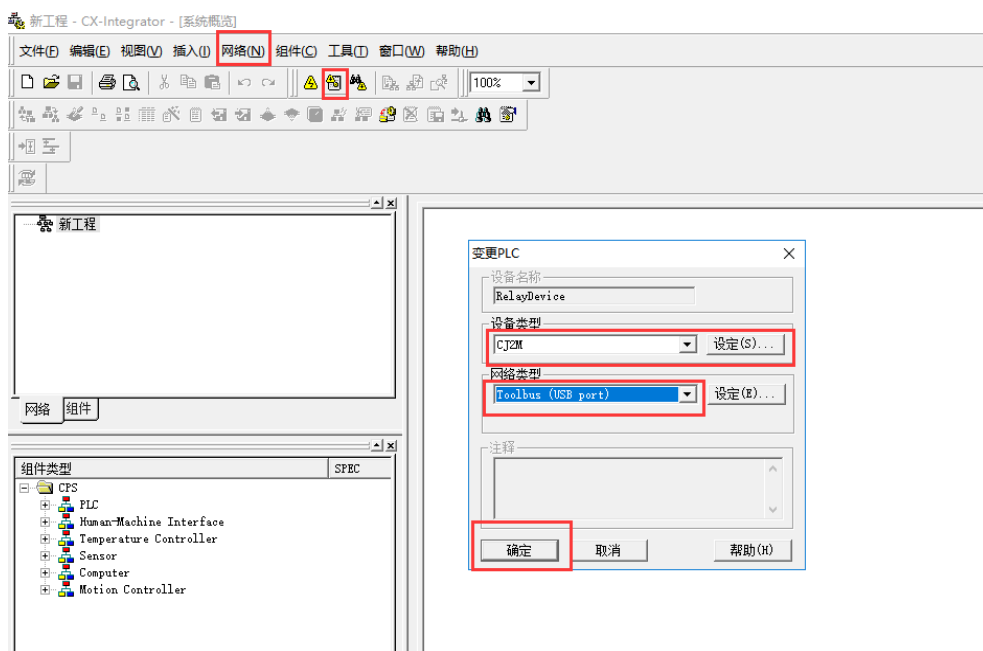 新工程 - CX-Integrator - [系统概览]
文件(F) 编辑(E) 视图(V) 插入(I) 网络(N) 组件(C) 工具(T) 窗口(W) 帮助(H)
100%
新工程
网络 组件
组件类型 SPEC
CPS
PLC
Human-Machine Interface
Temperature Controller
Sensor
Computer
Motion Controller
变更PLC
设备名称
RelayDevice
设备类型
CJ2M 设定(S)...
网络类型
Toolbus (USB port) 设定(E)...
注释
确定 取消 帮助(H)